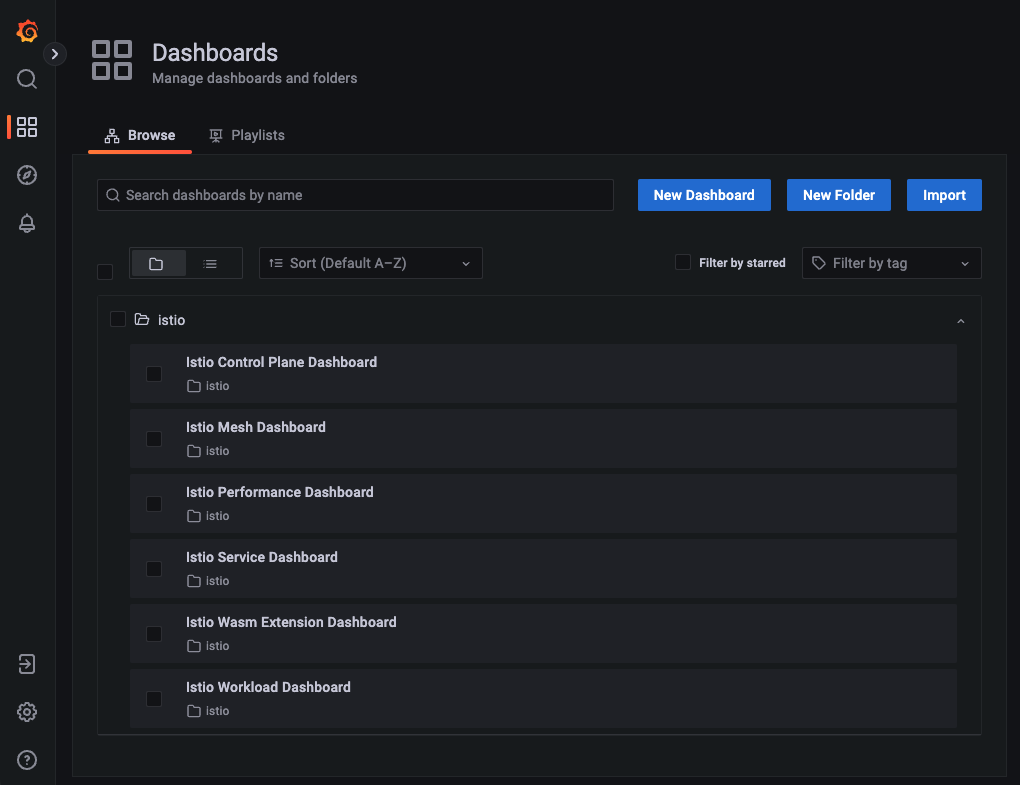 Dashboards
Manage dashboards and folders
Browse
Playlists
Search dashboards by name
New Dashboard
New Folder
Import
Sort (Default A–Z)
Filter by starred
Filter by tag
istio
Istio Control Plane Dashboard
istio
Istio Mesh Dashboard
istio
Istio Performance Dashboard
istio
Istio Service Dashboard
istio
Istio Wasm Extension Dashboard
istio
Istio Workload Dashboard
istio